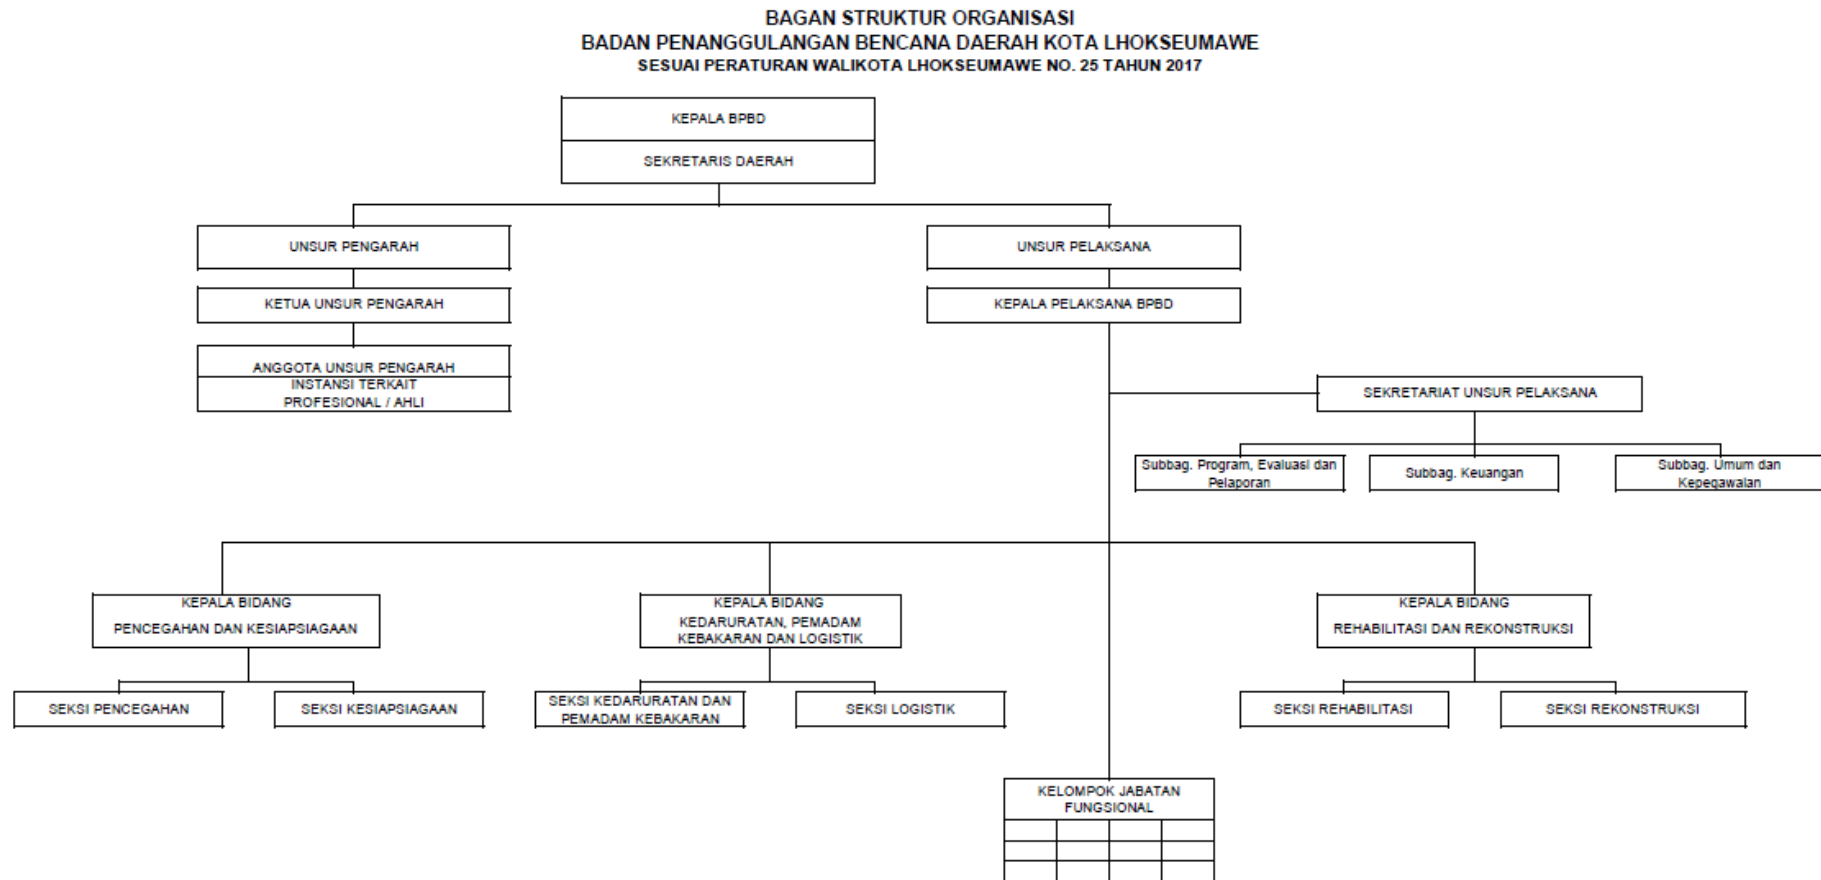 BAGAN STRUKTUR ORGANISASI
BADAN PENANGGULANGAN BENCANA DAERAH KOTA LHOKSEUMAWE
SESUAI PERATURAN WALIKOTA LHOKSEUMAWE NO. 25 TAHUN 2017
KEPALA BPBD
SEKRETARIS DAERAH
UNSUR PENGARAH
UNSUR PELAKSANA
KETUA UNSUR PENGARAH
KEPALA PELAKSANA BPBD
ANGGOTA UNSUR PENGARAH
INSTANSI TERKAIT
PROFESIONAL / AHLI
SEKRETARIAT UNSUR PELAKSANA
Subbag. Program, Evaluasi dan
Pelaporan
Subbag. Keuangan
Subbag. Umum dan
Kepegawaian
KEPALA BIDANG
PENCEGAHAN DAN KESIAPSIAGAAN
KEPALA BIDANG
KEDARURATAN, PEMADAM
KEBAKARAN DAN LOGISTIK
KEPALA BIDANG
REHABILITASI DAN REKONSTRUKSI
SEKSI PENCEGAHAN
SEKSI KESIAPSIAGAAN
SEKSI KEDARURATAN DAN
PEMADAM KEBAKARAN
SEKSI LOGISTIK
SEKSI REHABILITASI
SEKSI REKONSTRUKSI
KELOMPOK JABATAN
FUNGSIONAL